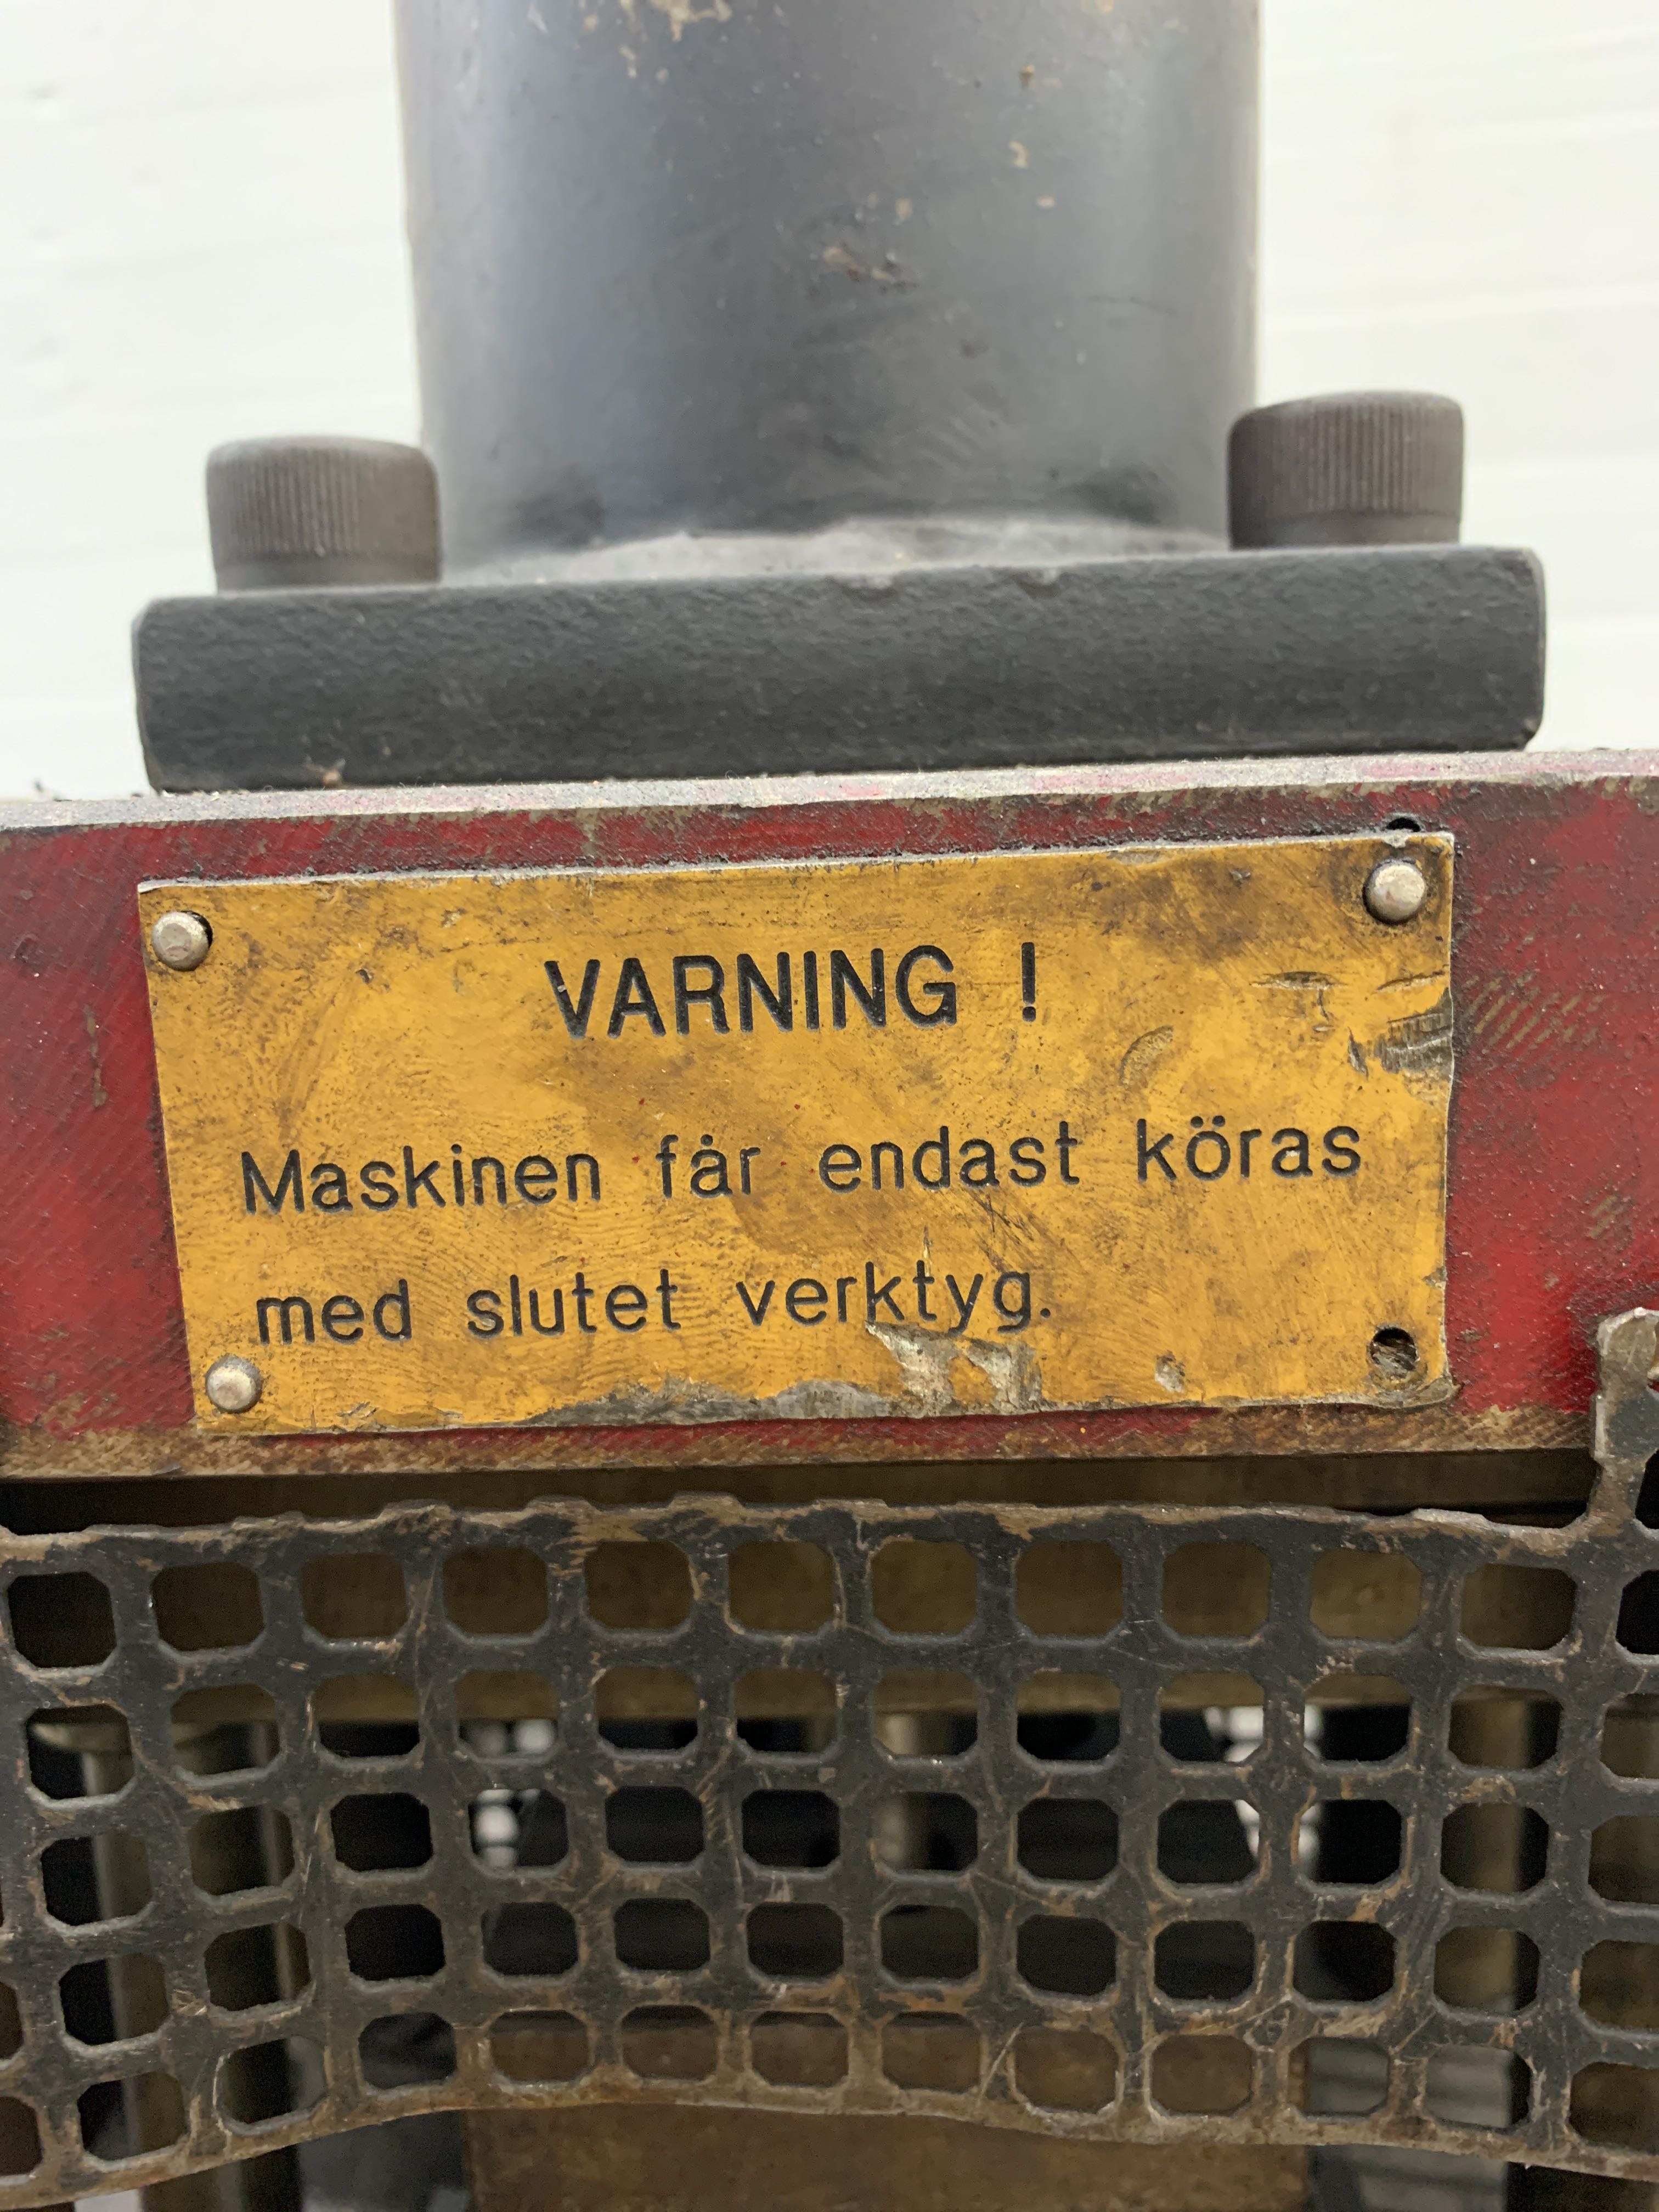 VARNING !
Maskinen får endast köras
med slutet verktyg.